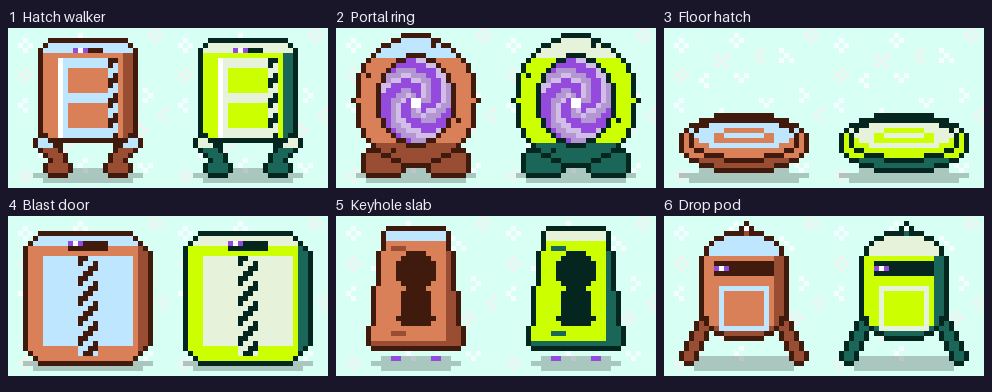 1 Hatch walker
2 Portal ring
3 Floor hatch
4 Blast door
5 Keyhole slab
6 Drop pod